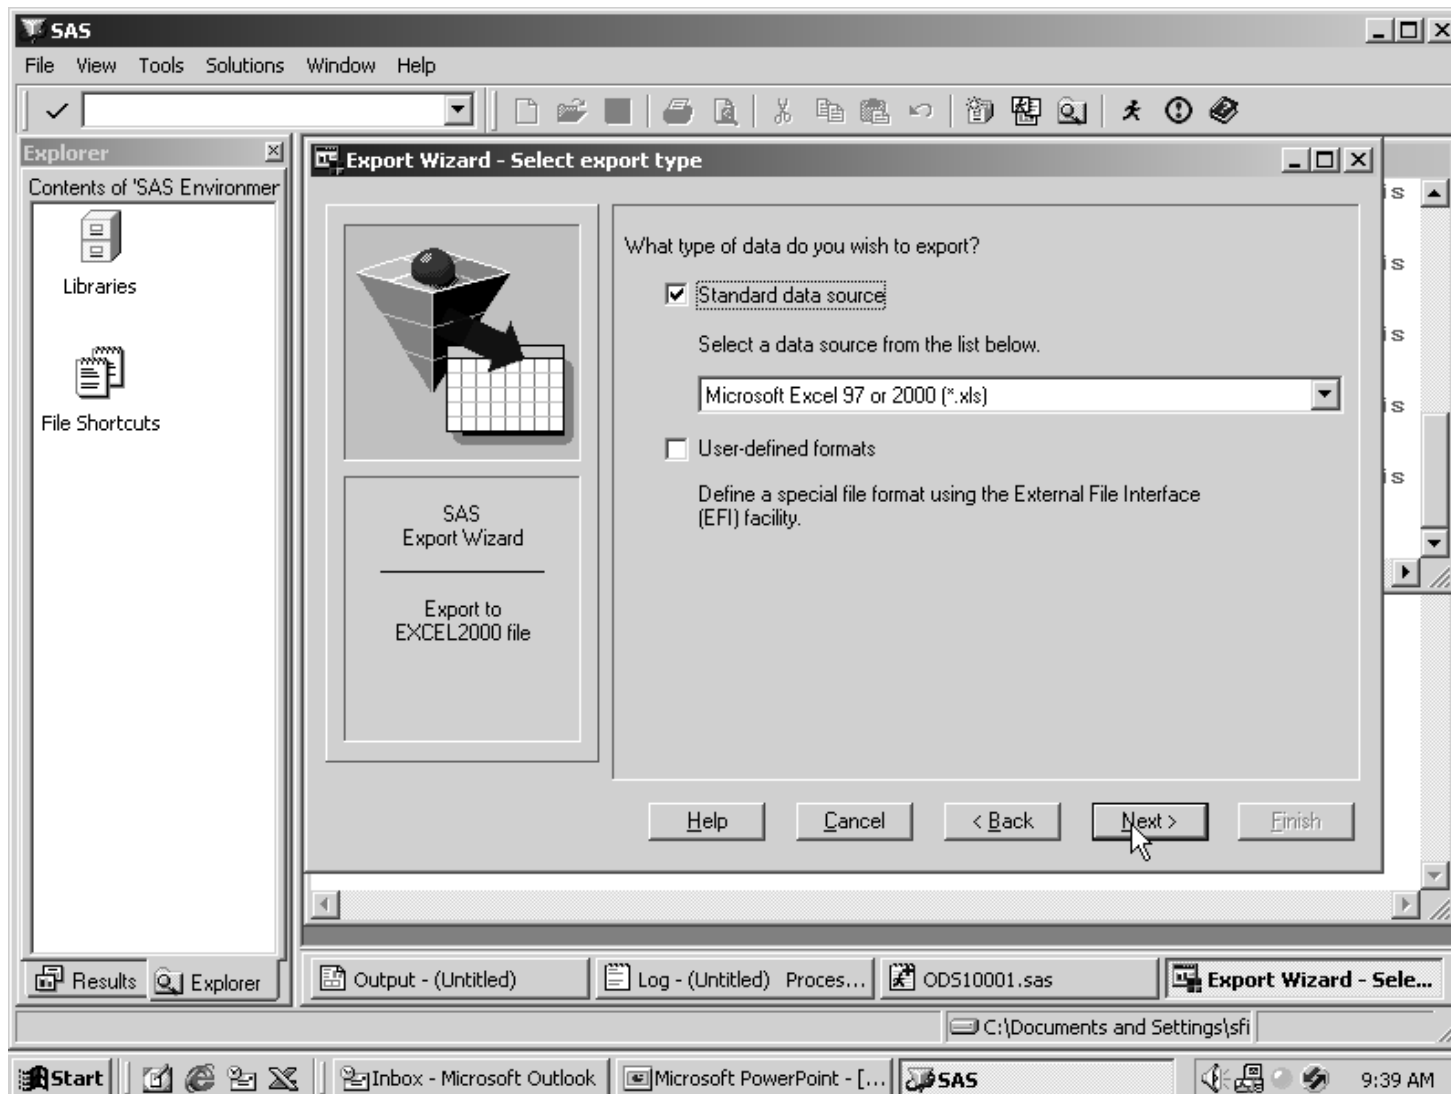 SAS
File View Tools Solutions Window Help
Explorer
Contents of 'SAS Environmer
Libraries
File Shortcuts
Export Wizard - Select export type
What type of data do you wish to export?
Standard data source
Select a data source from the list below.
Microsoft Excel 97 or 2000 (*.xls)
User-defined formats
Define a special file format using the External File Interface
(EFI) facility.
SAS
Export Wizard
Export to
EXCEL2000 file
Help Cancel < Back Next > Finish
is
is
is
is
is
Results Explorer
Output - (Untitled) Log - (Untitled) Proces... ODS10001.sas Export Wizard - Sele...
C:\Documents and Settings\sfi
Start Inbox - Microsoft Outlook Microsoft PowerPoint - [... SAS 9:39 AM